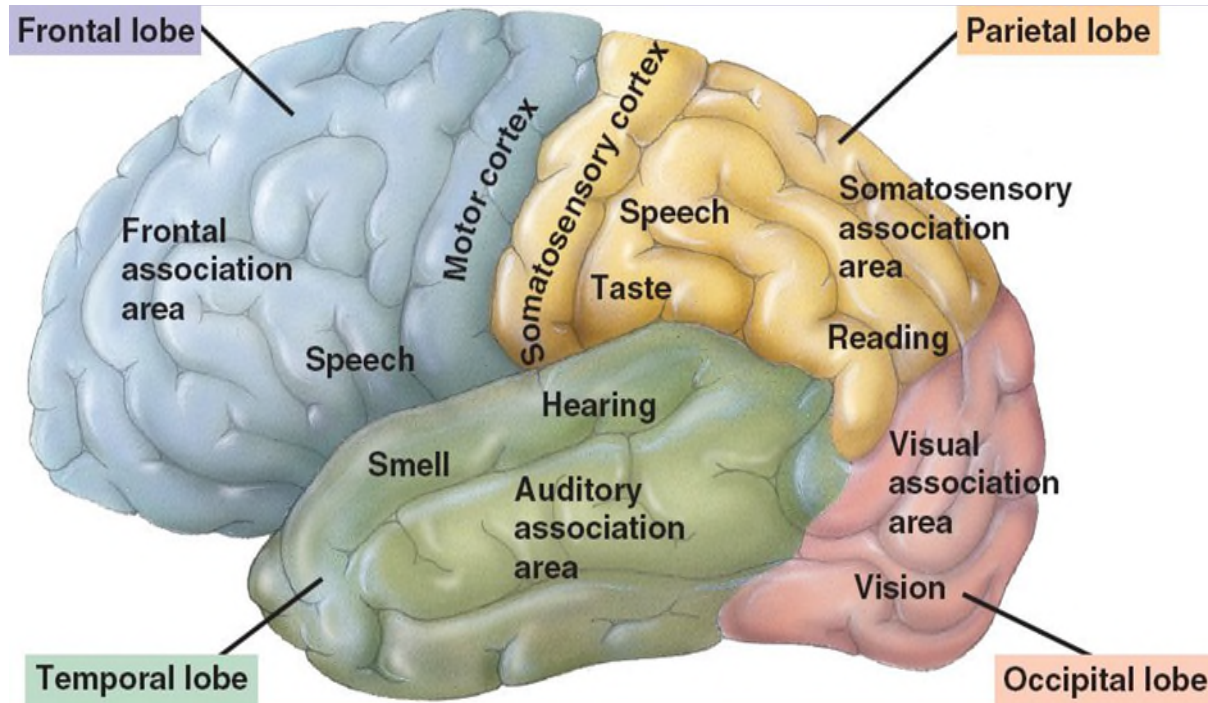 Frontal lobe
Parietal lobe
Motor cortex
Somatosensory cortex
Frontal
association
area
Speech
Speech
Taste
Somatosensory
association
area
Reading
Hearing
Smell
Auditory
association
area
Visual
association
area
Vision
Temporal lobe
Occipital lobe